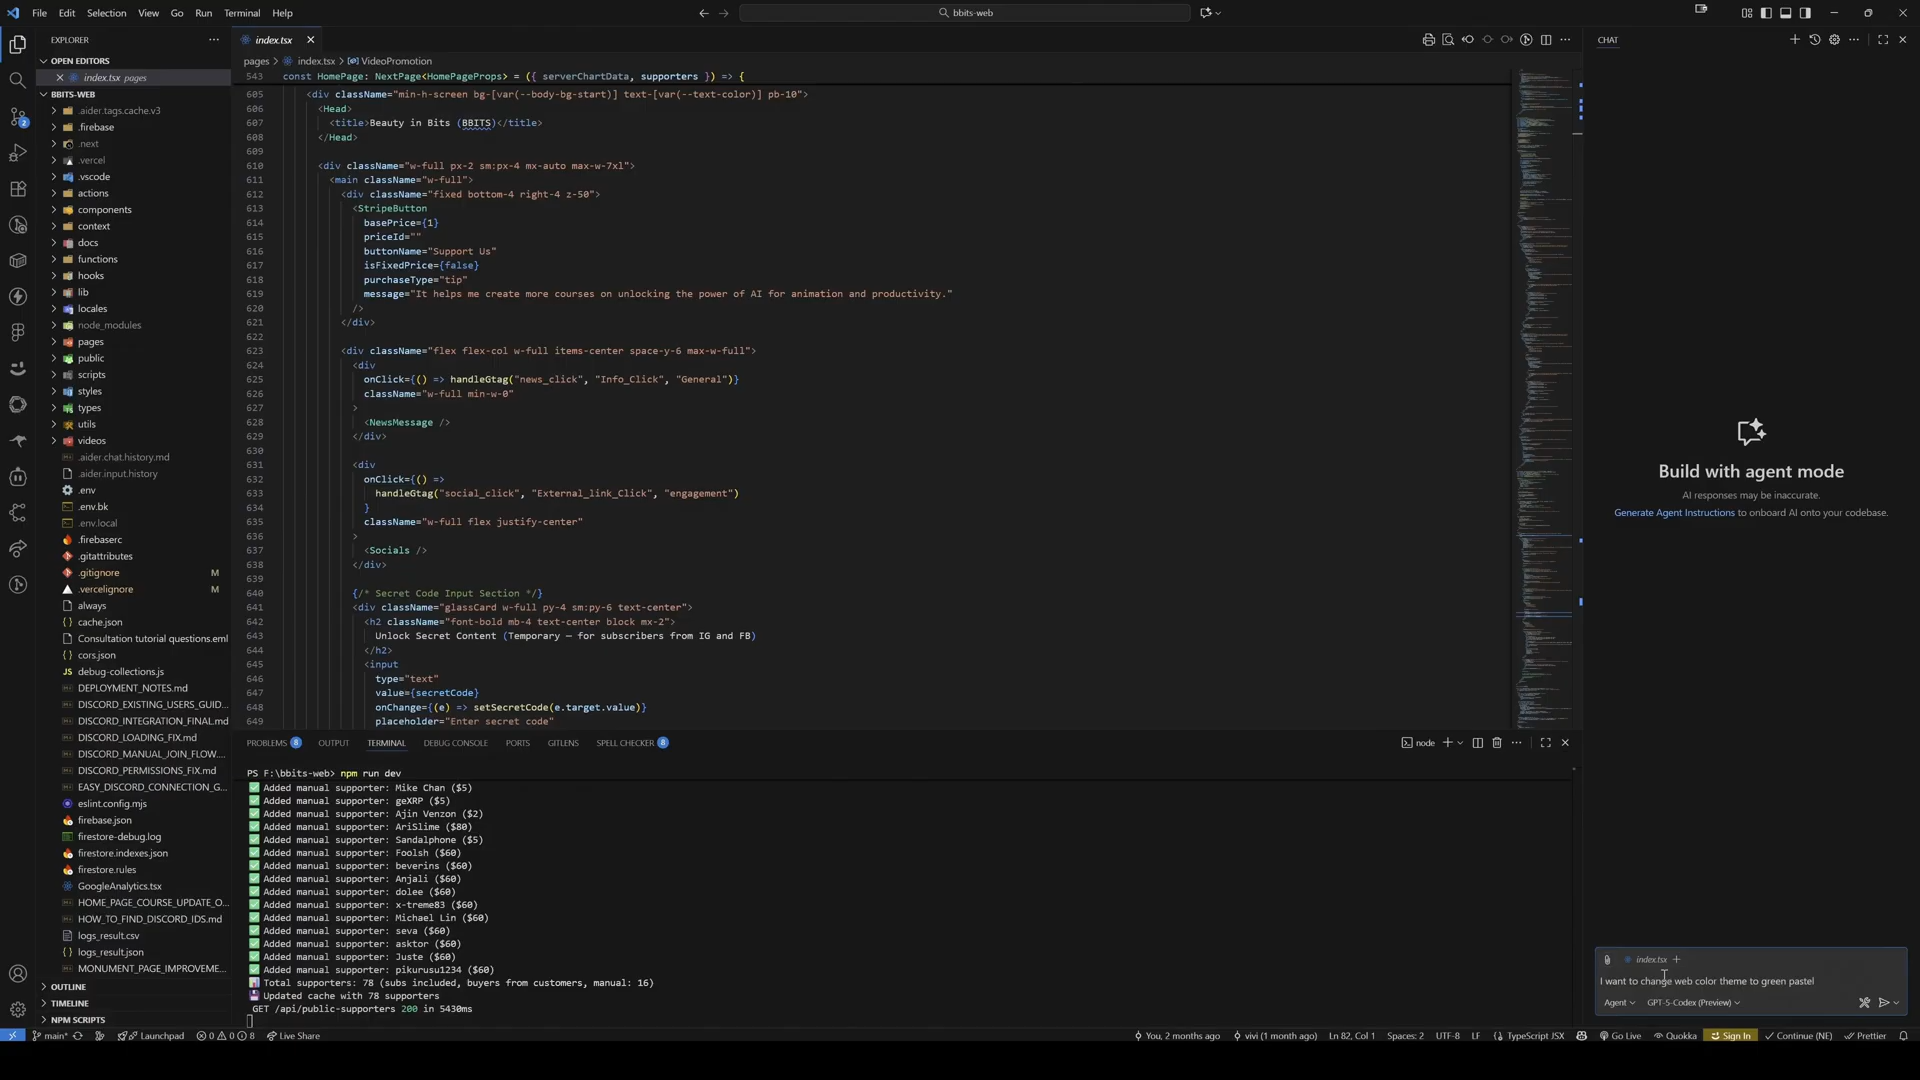 File Edit Selection View Go Run Terminal Help
bbits-web
EXPLORER
OPEN EDITORS
index.tsx pages
BBITS-WEB
.aider.tags.cache.v3
.firebase
.next
.vercel
.vscode
actions
components
context
docs
functions
hooks
lib
locales
node_modules
pages
public
scripts
styles
types
utils
videos
.aider.chat.history.md
.aider.input.history
.env
.env.bk
.env.local
.firebaserc
.gitattributes
.gitignore M
.vercelignore M
always
cache.json
Consultation tutorial questions.eml
cors.json
debug-collections.js
DEPLOYMENT_NOTES.md
DISCORD_EXISTING_USERS_GUID...
DISCORD_INTEGRATION_FINAL.md
DISCORD_LOADING_FIX.md
DISCORD_MANUAL_JOIN_FLOW....
DISCORD_PERMISSIONS_FIX.md
EASY_DISCORD_CONNECTION_G...
eslint.config.mjs
firebase.json
firestore-debug.log
firestore.indexes.json
firestore.rules
GoogleAnalytics.tsx
HOME_PAGE_COURSE_UPDATE_O...
HOW_TO_FIND_DISCORD_IDS.md
logs_result.csv
logs_result.json
MONUMENT_PAGE_IMPROVEME...
OUTLINE
TIMELINE
NPM SCRIPTS
index.tsx
pages > index.tsx > VideoPromotion
543 const HomePage: NextPage<HomePageProps> = ({ serverChartData, supporters }) => {
605 <div className="min-h-screen bg-[var(--body-bg-start)] text-[var(--text-color)] pb-10">
606 <Head>
607 <title>Beauty in Bits (BBITS)</title>
608 </Head>
609
610 <div className="w-full px-2 sm:px-4 mx-auto max-w-7xl">
611 <main className="w-full">
612 <div className="fixed bottom-4 right-4 z-50">
613 <StripeButton
614 basePrice={1}
615 priceId=""
616 buttonName="Support Us"
617 isFixedPrice={false}
618 purchaseType="tip"
619 message="It helps me create more courses on unlocking the power of AI for animation and productivity."
620 />
621 </div>
622
623 <div className="flex flex-col w-full items-center space-y-6 max-w-full">
624 <div
625 onClick={() => handleGtag("news_click", "Info_Click", "General")}
626 className="w-full min-w-0"
627 >
628 <NewsMessage />
629 </div>
630
631 <div
632 onClick={() =>
633 handleGtag("social_click", "External_link_Click", "engagement")
634 }
635 className="w-full flex justify-center"
636 >
637 <Socials />
638 </div>
639
640 {/* Secret Code Input Section */}
641 <div className="glassCard w-full py-4 sm:py-6 text-center">
642 <h2 className="font-bold mb-4 text-center block mx-2">
643 Unlock Secret Content (Temporary — for subscribers from IG and FB)
644 </h2>
645 <input
646 type="text"
647 value={secretCode}
648 onChange={(e) => setSecretCode(e.target.value)}
649 placeholder="Enter secret code"
PROBLEMS 8 OUTPUT TERMINAL DEBUG CONSOLE PORTS GITLENS SPELL CHECKER 8
node
PS F:\bbits-web> npm run dev
✅ Added manual supporter: Mike Chan ($5)
✅ Added manual supporter: geXRP ($5)
✅ Added manual supporter: Ajin Venzon ($2)
✅ Added manual supporter: AriSlime ($80)
✅ Added manual supporter: Sandalphone ($5)
✅ Added manual supporter: Foolsh ($60)
✅ Added manual supporter: beverins ($60)
✅ Added manual supporter: Anjali ($60)
✅ Added manual supporter: dolee ($60)
✅ Added manual supporter: x-treme83 ($60)
✅ Added manual supporter: Michael Lin ($60)
✅ Added manual supporter: seva ($60)
✅ Added manual supporter: asktor ($60)
✅ Added manual supporter: Juste ($60)
✅ Added manual supporter: pikurusu1234 ($60)
Total supporters: 78 (subs included, buyers from customers, manual: 16)
Updated cache with 78 supporters
GET /api/public-supporters 200 in 5430ms
CHAT
Build with agent mode
AI responses may be inaccurate.
Generate Agent Instructions to onboard AI onto your codebase.
index.tsx
I want to change web color theme to green pastel
Agent GPT-5-Codex (Preview)
main* Launchpad 0 0 8 Live Share
You, 2 months ago vivi (1 month ago) Ln 82, Col 1 Spaces: 2 UTF-8 LF TypeScript JSX Go Live Quokka Sign In Continue (NE) Prettier